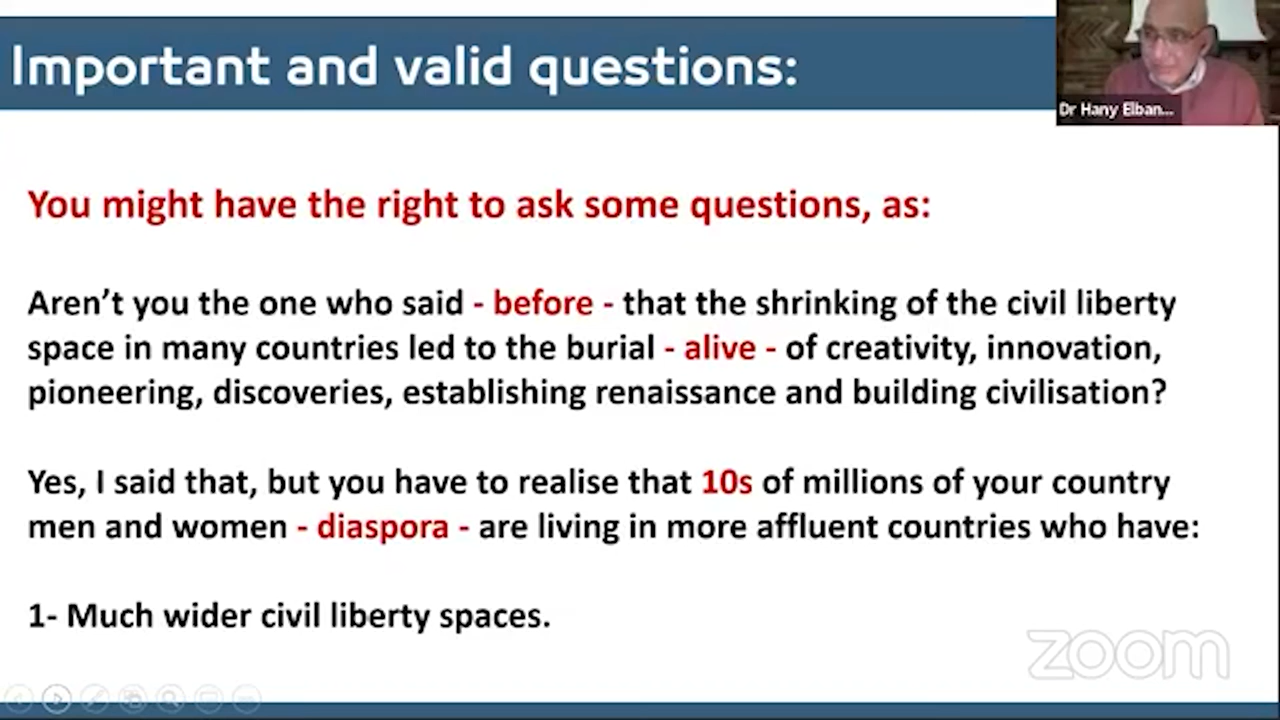 Important and valid questions:
Dr Hany Elban...
You might have the right to ask some questions, as:
Aren't you the one who said - before - that the shrinking of the civil liberty
space in many countries led to the burial - alive - of creativity, innovation,
pioneering, discoveries, establishing renaissance and building civilisation?
Yes, I said that, but you have to realise that 10s of millions of your country
men and women - diaspora - are living in more affluent countries who have:
1- Much wider civil liberty spaces.
zoom